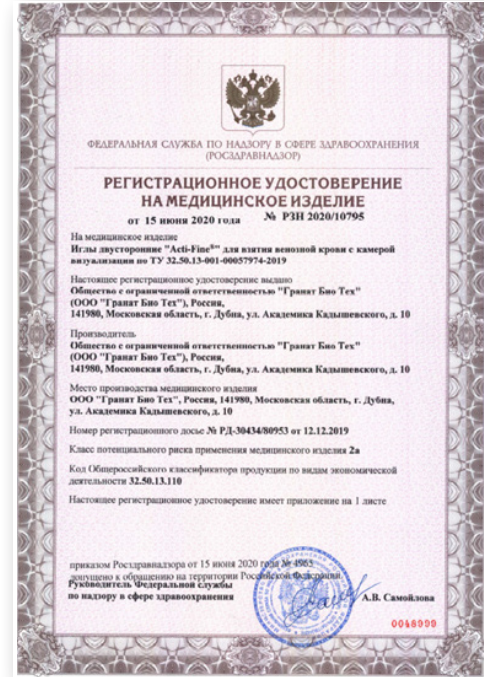 ФЕДЕРАЛЬНАЯ СЛУЖБА ПО НАДЗОРУ В СФЕРЕ ЗДРАВООХРАНЕНИЯ
(РОСЗДРАВНАДЗОР)
РЕГИСТРАЦИОННОЕ УДОСТОВЕРЕНИЕ
НА МЕДИЦИНСКОЕ ИЗДЕЛИЕ
от 15 июня 2020 года № РЗН 2020/10795
На медицинское изделие
Иглы двусторонние "Acti-Fine®" для взятия венозной крови с камерой
визуализации по ТУ 32.50.13-001-00057974-2019
Настоящее регистрационное удостоверение выдано
Общество с ограниченной ответственностью "Гранат Био Тех"
(ООО "Гранат Био Тех"), Россия,
141980, Московская область, г. Дубна, ул. Академика Кадышевского, д. 10
Производитель
Общество с ограниченной ответственностью "Гранат Био Тех"
(ООО "Гранат Био Тех"), Россия,
141980, Московская область, г. Дубна, ул. Академика Кадышевского, д. 10
Место производства медицинского изделия
ООО "Гранат Био Тех", Россия, 141980, Московская область, г. Дубна,
ул. Академика Кадышевского, д. 10
Номер регистрационного досье № РД-30434/80953 от 12.12.2019
Класс потенциального риска применения медицинского изделия 2а
Код Общероссийского классификатора продукции по видам экономической
деятельности 32.50.13.110
Настоящее регистрационное удостоверение имеет приложение на 1 листе
приказом Росздравнадзора от 15 июня 2020 года № 4965
допущено к обращению на территории Российской Федерации.
Руководитель Федеральной службы
по надзору в сфере здравоохранения
А.В. Самойлова